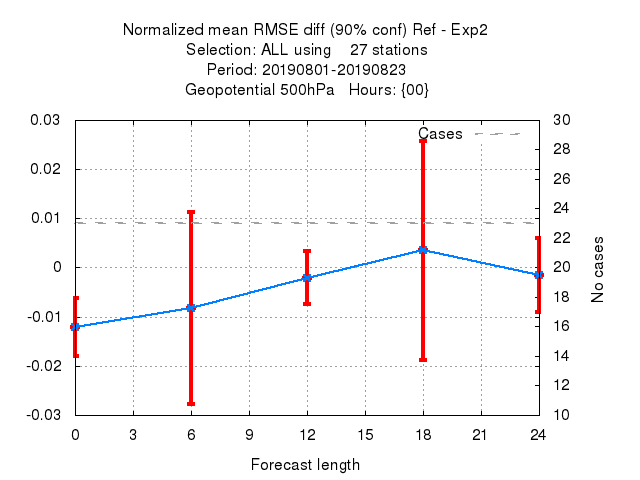 Normalized mean RMSE diff (90% conf) Ref - Exp2
Selection: ALL using    27 stations
Period: 20190801-20190823
Geopotential 500hPa   Hours: {00}
Cases
0.03
0.02
0.01
0
-0.01
-0.02
-0.03
30
28
26
24
22
20
18
16
14
12
10
No cases
0 3 6 9 12 15 18 21 24
Forecast length